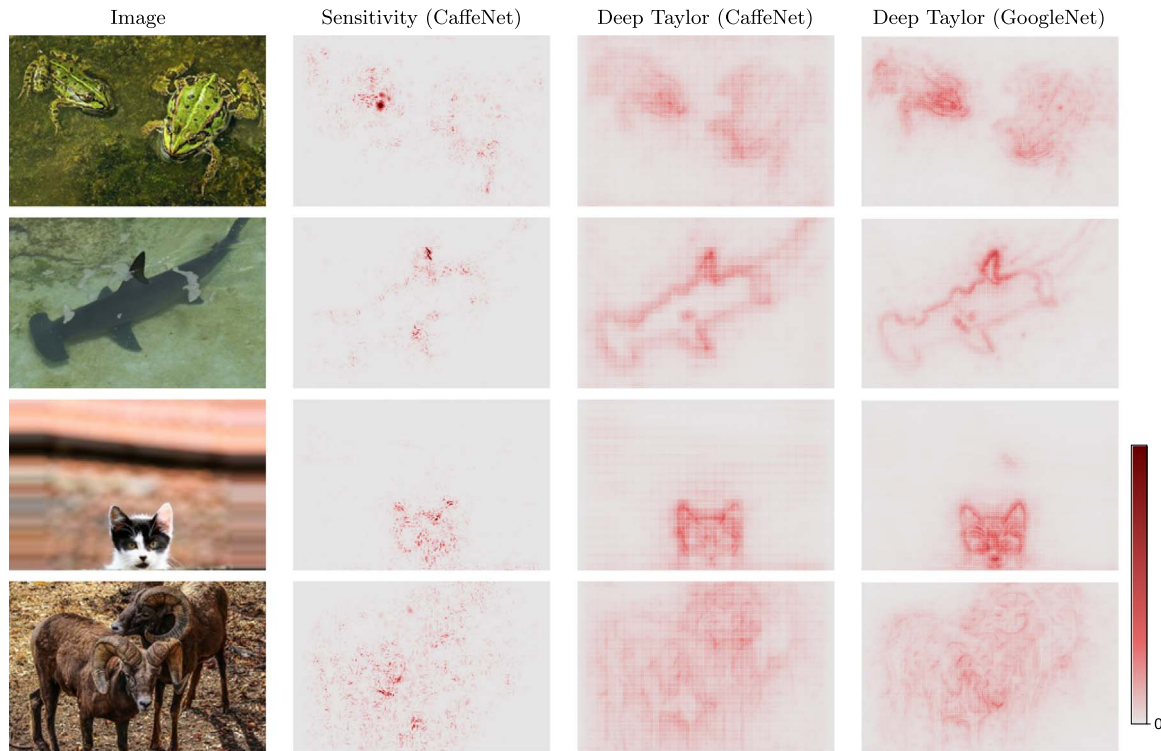 Image
Sensitivity (CaffeNet)
Deep Taylor (CaffeNet)
Deep Taylor (GoogleNet)
0